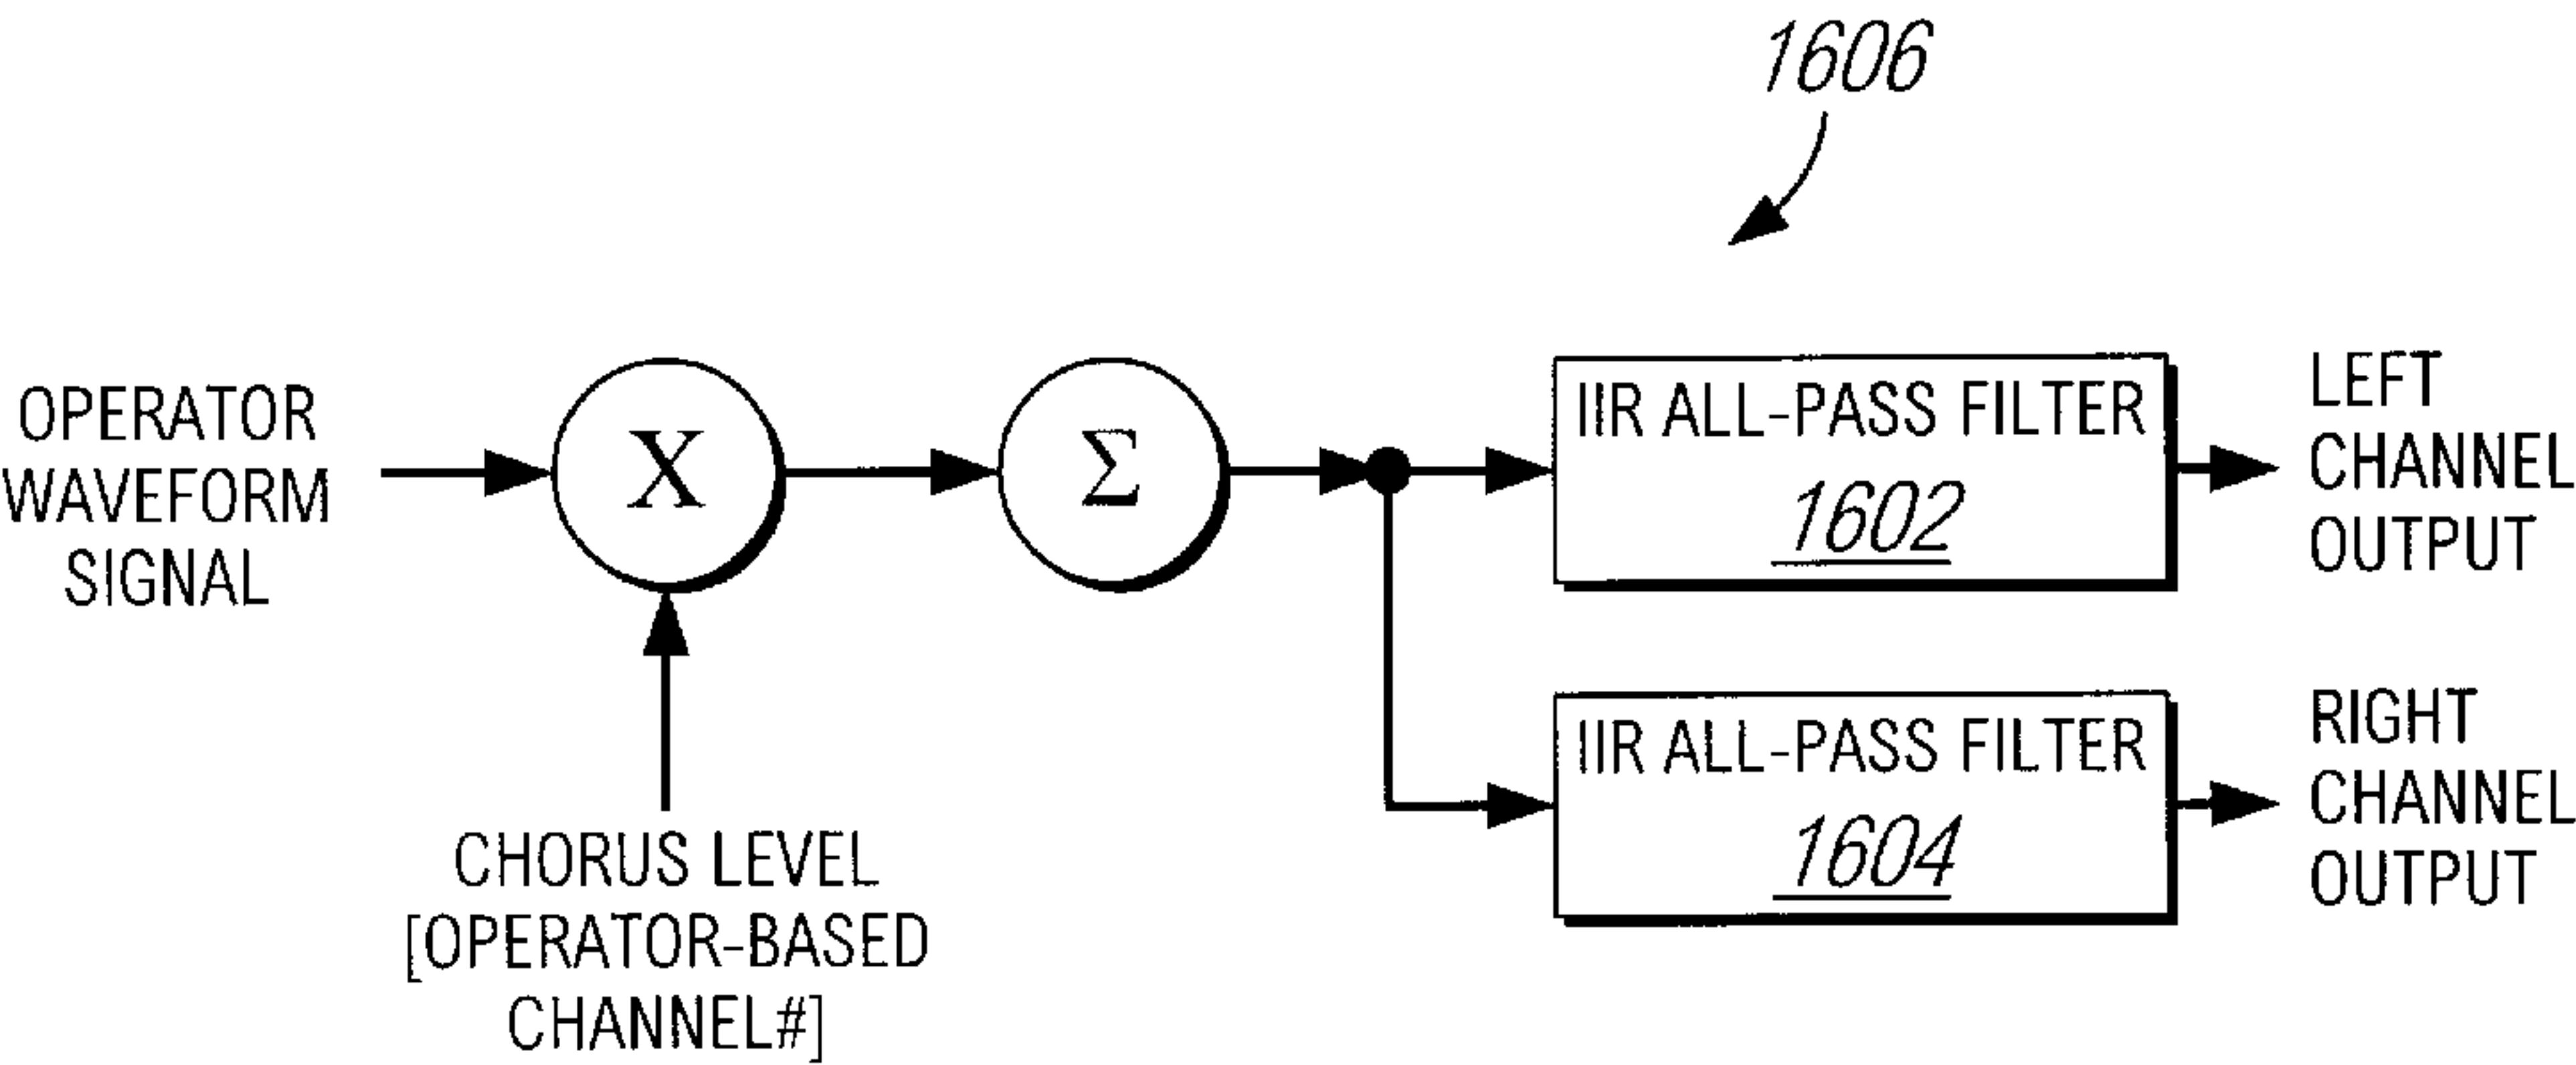 1606
OPERATOR
WAVEFORM
SIGNAL
X
Σ
IIR ALL-PASS FILTER
1602
LEFT
CHANNEL
OUTPUT
IIR ALL-PASS FILTER
1604
RIGHT
CHANNEL
OUTPUT
CHORUS LEVEL
[OPERATOR-BASED
CHANNEL#]